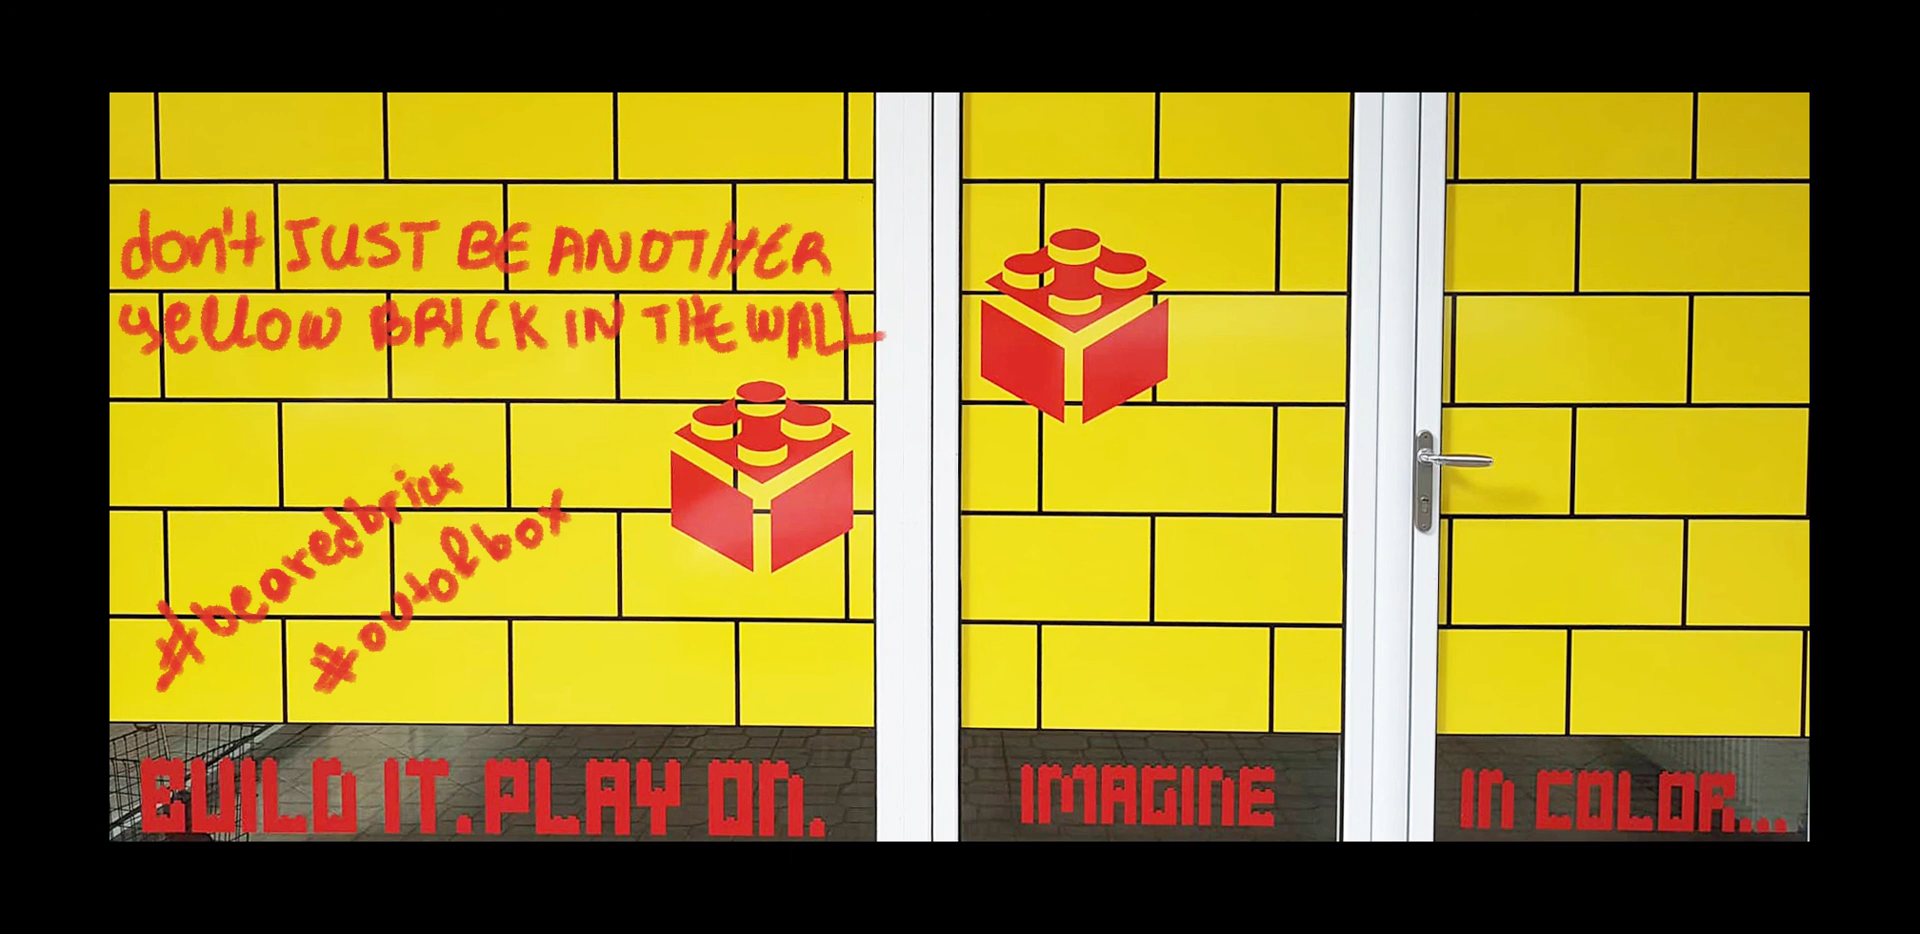 don't JUST BE ANOTHER
yellow BRICK IN THE WALL
#bearedbrick
#outofbox
BUILD IT. PLAY ON.
IMAGINE
IN COLOR...